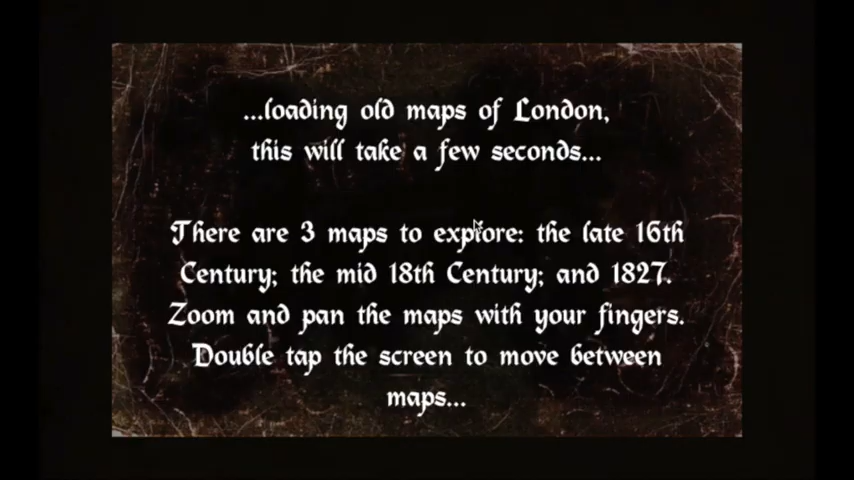 ...loading old maps of London,
this will take a few seconds...
There are 3 maps to explore: the late 16th
Century; the mid 18th Century; and 1827.
Zoom and pan the maps with your fingers.
Double tap the screen to move between
maps...